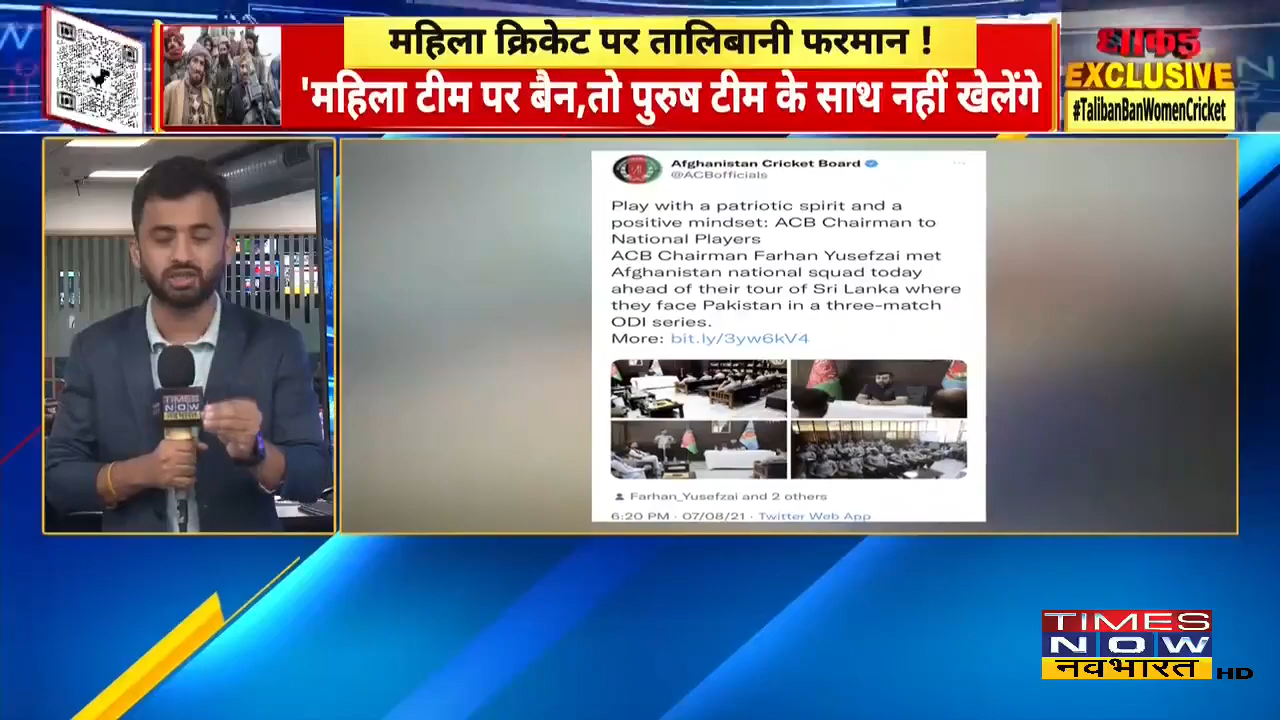 महिला क्रिकेट पर तालिबानी फरमान !
'महिला टीम पर बैन,तो पुरुष टीम के साथ नहीं खेलेंगे
धाकड़
EXCLUSIVE
#TalibanBanWomenCricket
Afghanistan Cricket Board
@ACBofficials
Play with a patriotic spirit and a
positive mindset: ACB Chairman to
National Players
ACB Chairman Farhan Yusefzai met
Afghanistan national squad today
ahead of their tour of Sri Lanka where
they face Pakistan in a three-match
ODI series.
More: bit.ly/3yw6kV4
Farhan_Yusefzai and 2 others
6:20 PM · 07/08/21 · Twitter Web App
TIMES
NOW
नवभारत
TIMES
NOW
नवभारत HD